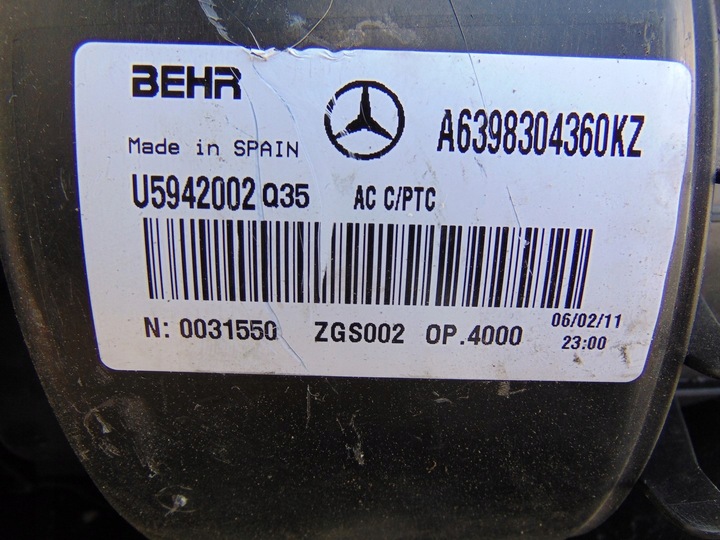 BEHR
A6398304360KZ
Made in SPAIN
U5942002 Q35 AC C/PTC
N: 0031550 ZGS002 OP.4000 06/02/11
23:00